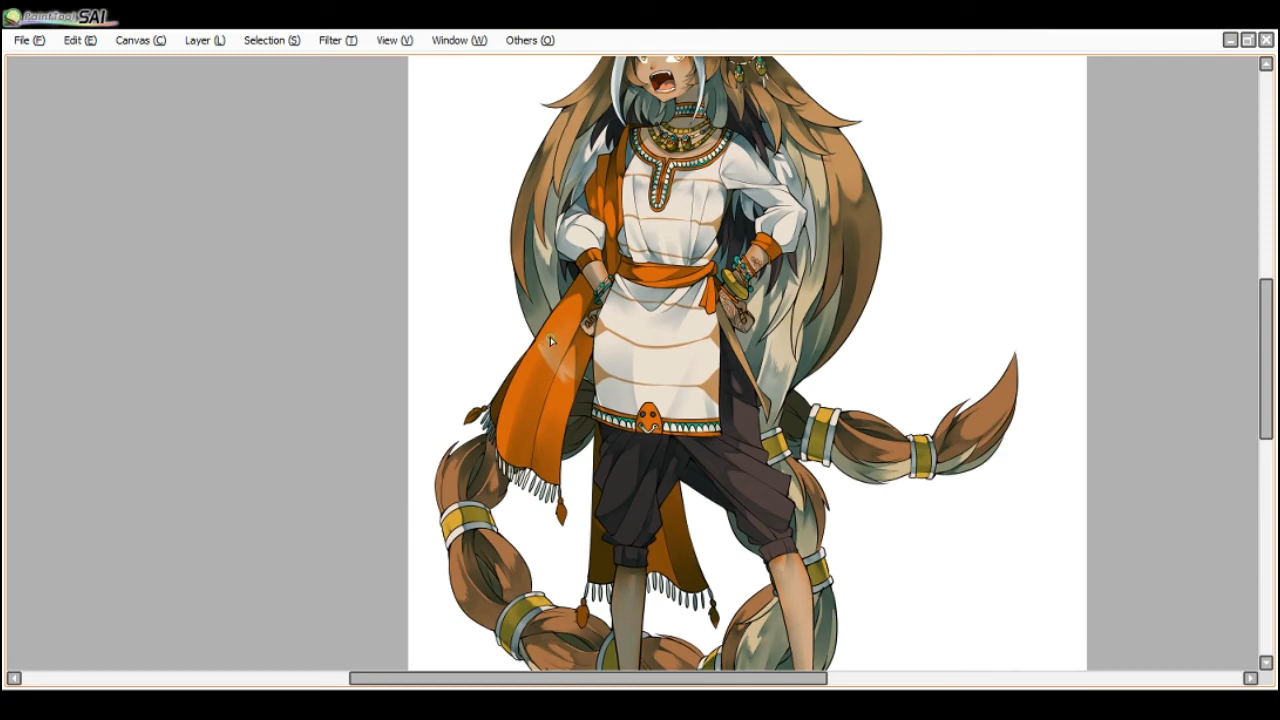 PaintTool SAI
File (F) Edit (E) Canvas (C) Layer (L) Selection (S) Filter (T) View (V) Window (W) Others (O)